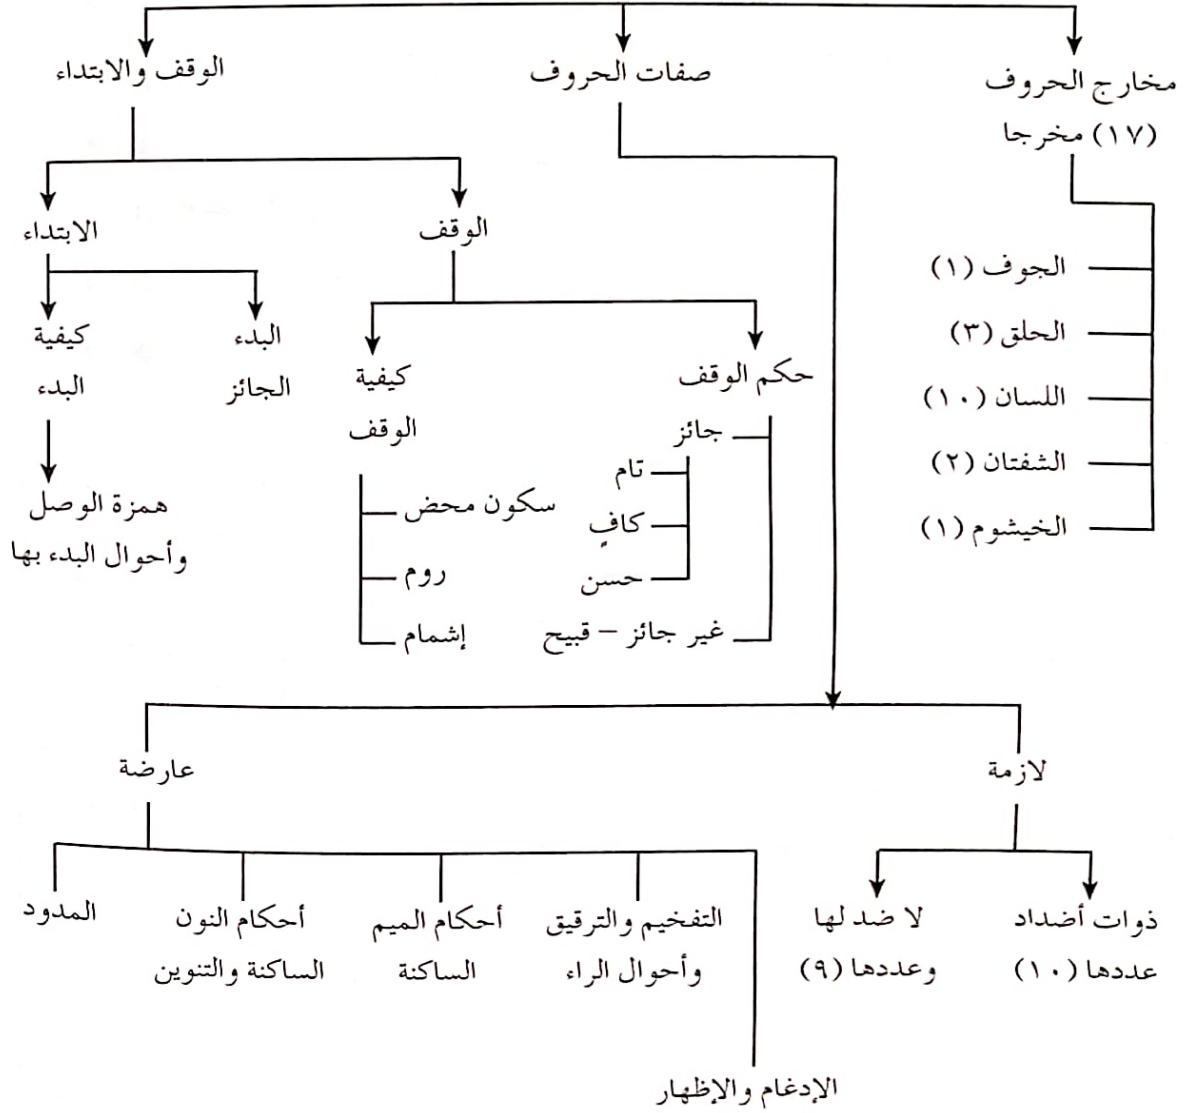 مخارج الحروف
(١٧) مخرجا
الجوف (١)
الحلق (٣)
اللسان (١٠)
الشفتان (٢)
الخيشوم (١)
صفات الحروف
الوقف والابتداء
الوقف
حكم الوقف
جائز
تام
كافٍ
حسن
غير جائز – قبيح
كيفية
الوقف
سكون محض
روم
إشمام
الابتداء
البدء
الجائز
كيفية
البدء
همزة الوصل
وأحوال البدء بها
لازمة
ذوات أضداد
عددها (١٠)
لا ضد لها
وعددها (٩)
عارضة
الإدغام والإظهار
التفخيم والترقيق
وأحوال الراء
أحكام الميم
الساكنة
أحكام النون
الساكنة والتنوين
المدود